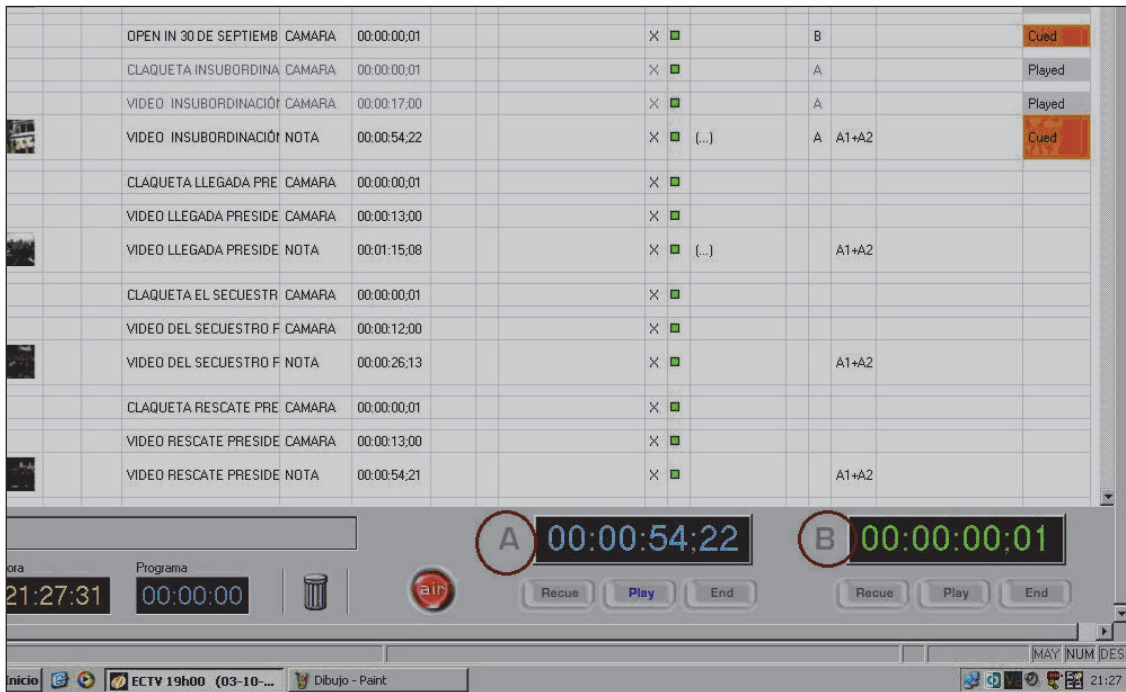 OPEN IN 30 DE SEPTIEMB CAMARA 00:00:00;01 X B Cued
CLAQUETA INSUBORDINA CAMARA 00:00:00;01 X A Played
VIDEO INSUBORDINACIÓN CAMARA 00:00:17;00 X A Played
VIDEO INSUBORDINACIÓN NOTA 00:00:54;22 X (...) A A1+A2 Cued
CLAQUETA LLEGADA PRE CAMARA 00:00:00;01 X
VIDEO LLEGADA PRESIDE CAMARA 00:00:13;00 X
VIDEO LLEGADA PRESIDE NOTA 00:01:15;08 X (...) A1+A2
CLAQUETA EL SECUESTR CAMARA 00:00:00;01 X
VIDEO DEL SECUESTRO F CAMARA 00:00:12;00 X
VIDEO DEL SECUESTRO F NOTA 00:00:26;13 X A1+A2
CLAQUETA RESCATE PRE CAMARA 00:00:00;01 X
VIDEO RESCATE PRESIDE CAMARA 00:00:13;00 X
VIDEO RESCATE PRESIDE NOTA 00:00:54;21 X A1+A2
A 00:00:54;22 B 00:00:00;01
ora Programa
21:27:31 00:00:00 air Recue Play End Recue Play End
MAY NUM DES
Inicio ECTV 19h00 (03-10-... Dibujo - Paint 21:27